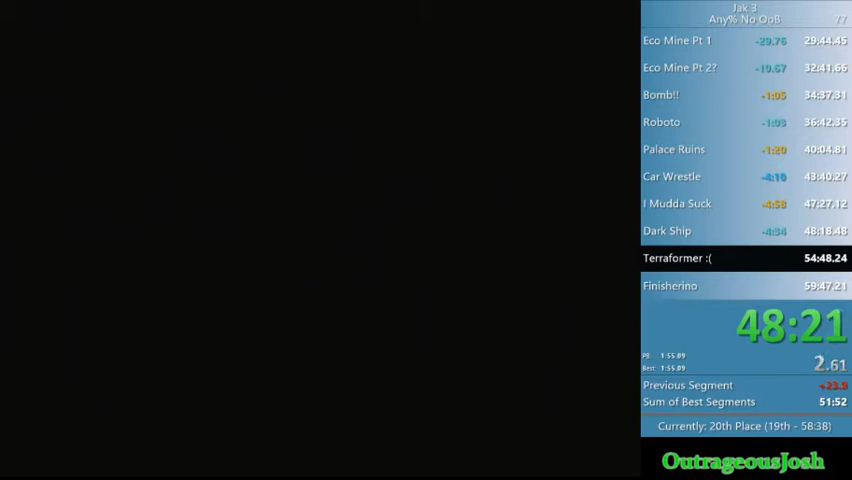 Jak 3
Any% No OoB 77
Eco Mine Pt 1 -29.76 29:44.45
Eco Mine Pt 2? -10.67 32:41.66
Bomb!! -1:05 34:37.31
Roboto -1:03 36:42.35
Palace Ruins -1:20 40:04.81
Car Wrestle -4:10 43:40.27
I Mudda Suck -4:58 47:27.12
Dark Ship -4:34 48:18.48
Terraformer :( 54:48.24
Finisherino 59:47.21
48:21
PB: 1:55.09 2.61
Best: 1:55.09
Previous Segment +23.9
Sum of Best Segments 51:52
Currently: 20th Place (19th - 58:38)
OutrageousJosh